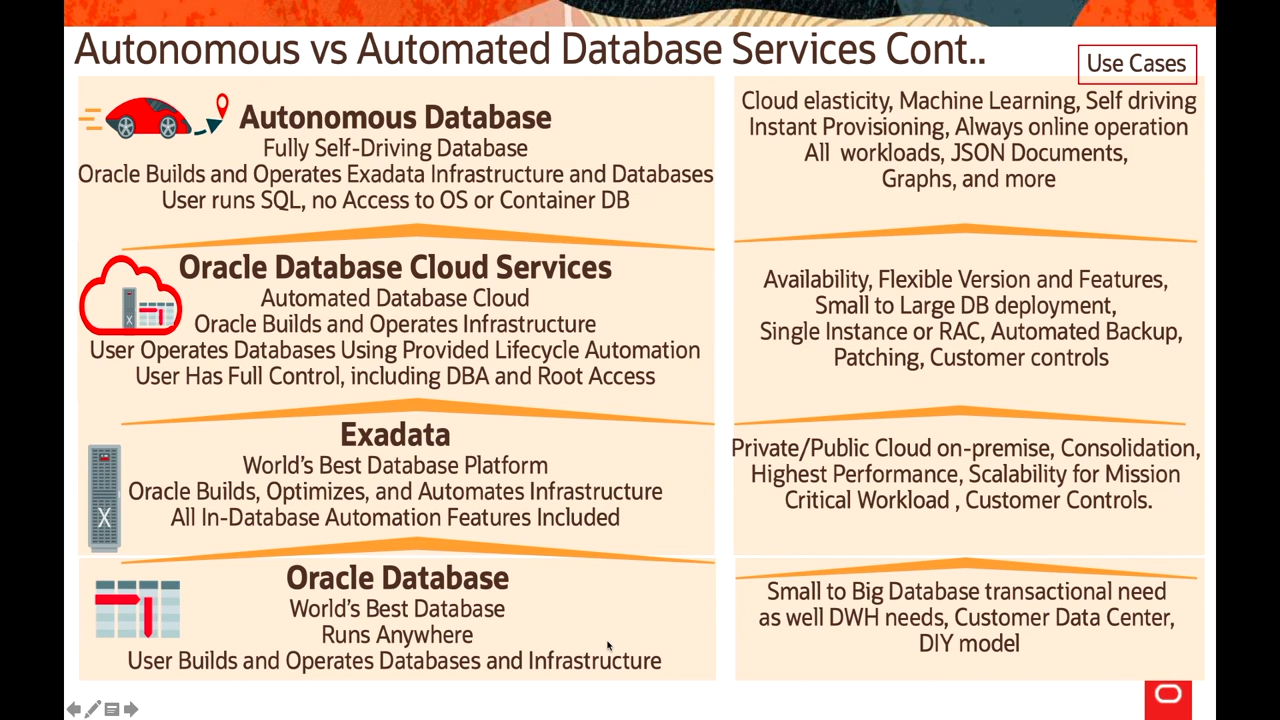 Autonomous vs Automated Database Services Cont..
Use Cases
Autonomous Database
Fully Self-Driving Database
Oracle Builds and Operates Exadata Infrastructure and Databases
User runs SQL, no Access to OS or Container DB
Cloud elasticity, Machine Learning, Self driving
Instant Provisioning, Always online operation
All workloads, JSON Documents,
Graphs, and more
Oracle Database Cloud Services
Automated Database Cloud
Oracle Builds and Operates Infrastructure
User Operates Databases Using Provided Lifecycle Automation
User Has Full Control, including DBA and Root Access
Availability, Flexible Version and Features,
Small to Large DB deployment,
Single Instance or RAC, Automated Backup,
Patching, Customer controls
Exadata
World's Best Database Platform
Oracle Builds, Optimizes, and Automates Infrastructure
All In-Database Automation Features Included
X
Private/Public Cloud on-premise, Consolidation,
Highest Performance, Scalability for Mission
Critical Workload , Customer Controls.
Oracle Database
World's Best Database
Runs Anywhere
User Builds and Operates Databases and Infrastructure
Small to Big Database transactional need
as well DWH needs, Customer Data Center,
DIY model